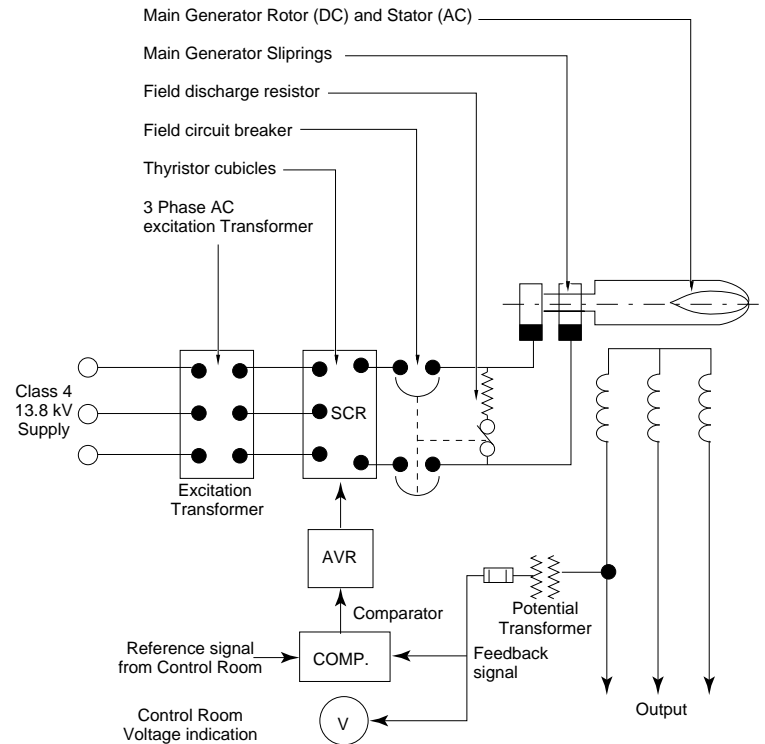 Main Generator Rotor (DC) and Stator (AC)
Main Generator Sliprings
Field discharge resistor
Field circuit breaker
Thyristor cubicles
3 Phase AC
excitation Transformer
Class 4
13.8 kV
Supply
SCR
Excitation
Transformer
AVR
Comparator
Potential
Transformer
Reference signal
from Control Room
COMP.
Feedback
signal
Control Room
Voltage indication
V
Output